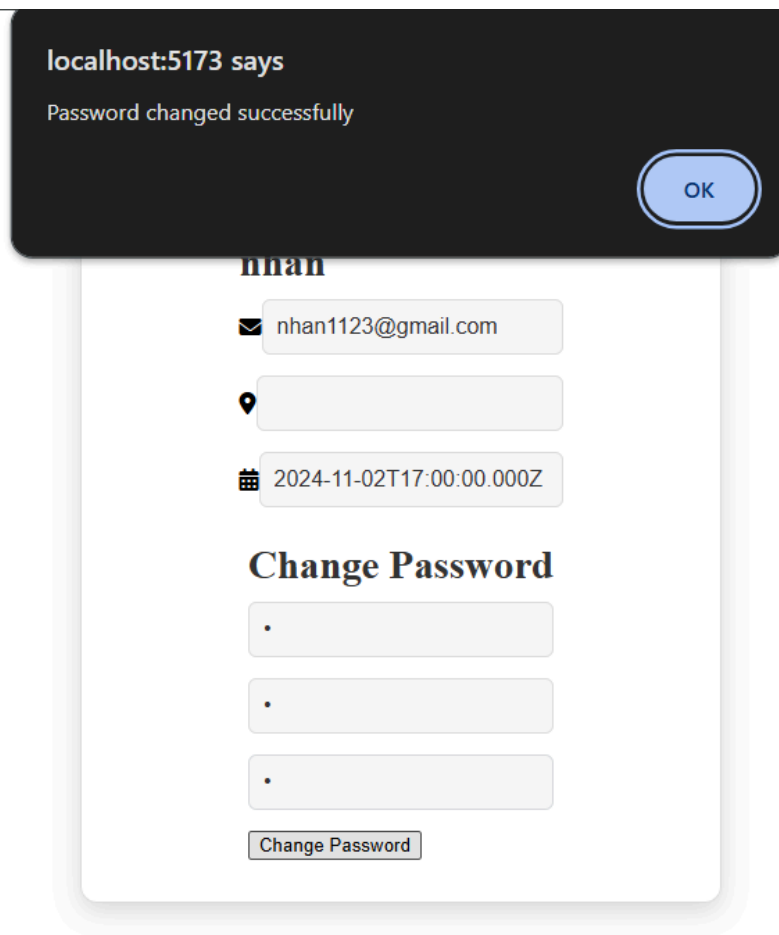 localhost:5173 says
Password changed successfully
OK
nhan
nhan1123@gmail.com
2024-11-02T17:00:00.000Z
Change Password
•
•
•
Change Password